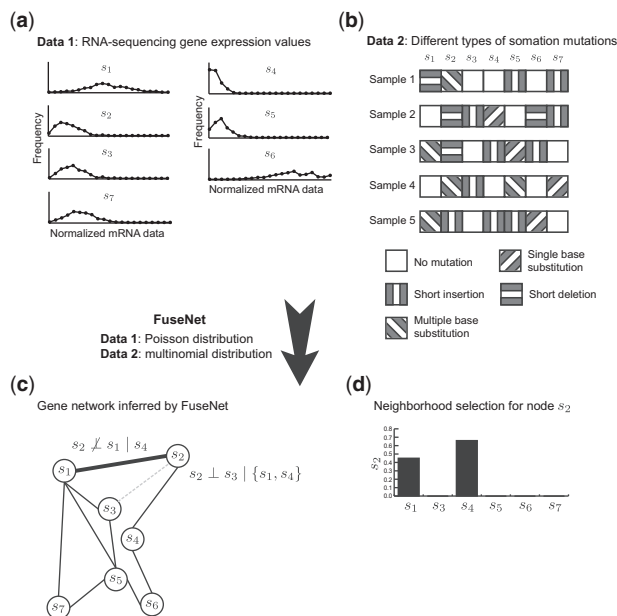 (a)
Data 1: RNA-sequencing gene expression values
s1
s4
s2
s5
s3
s6
s7
Frequency
Frequency
Normalized mRNA data
Normalized mRNA data
(b)
Data 2: Different types of somation mutations
s1 s2 s3 s4 s5 s6 s7
Sample 1
Sample 2
Sample 3
Sample 4
Sample 5
No mutation
Single base substitution
Short insertion
Short deletion
Multiple base substitution
FuseNet
Data 1: Poisson distribution
Data 2: multinomial distribution
(c)
Gene network inferred by FuseNet
s2 ⊥̸ s1 | s4
s2 ⊥ s3 | {s1, s4}
s1
s2
s3
s4
s5
s6
s7
(d)
Neighborhood selection for node s2
s2
0.8
0.7
0.6
0.5
0.4
0.3
0.2
0.1
0.0
s1 s3 s4 s5 s6 s7